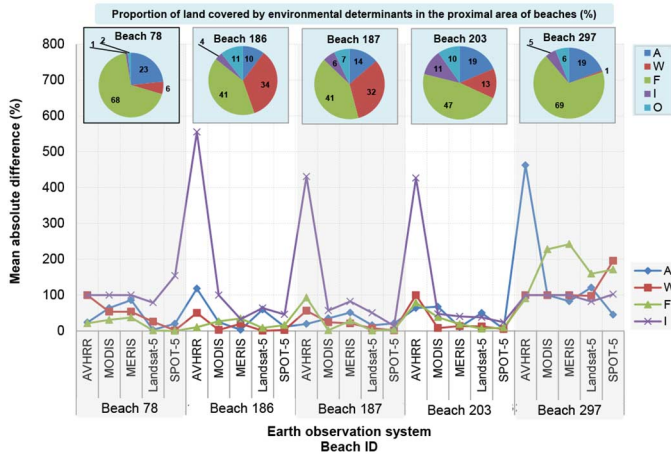 Proportion of land covered by environmental determinants in the proximal area of beaches (%)
Beach 78
1
2
23
6
68
Beach 186
4
11
10
34
41
Beach 187
6
7
14
32
41
Beach 203
11
10
19
13
47
Beach 297
5
6
19
1
69
A
W
F
I
O
Mean absolute difference (%)
800
700
600
500
400
300
200
100
0
A
W
F
I
AVHRR
MODIS
MERIS
Landsat-5
SPOT-5
AVHRR
MODIS
MERIS
Landsat-5
SPOT-5
AVHRR
MODIS
MERIS
Landsat-5
SPOT-5
AVHRR
MODIS
MERIS
Landsat-5
SPOT-5
AVHRR
MODIS
MERIS
Landsat-5
SPOT-5
Beach 78 Beach 186 Beach 187 Beach 203 Beach 297
Earth observation system
Beach ID